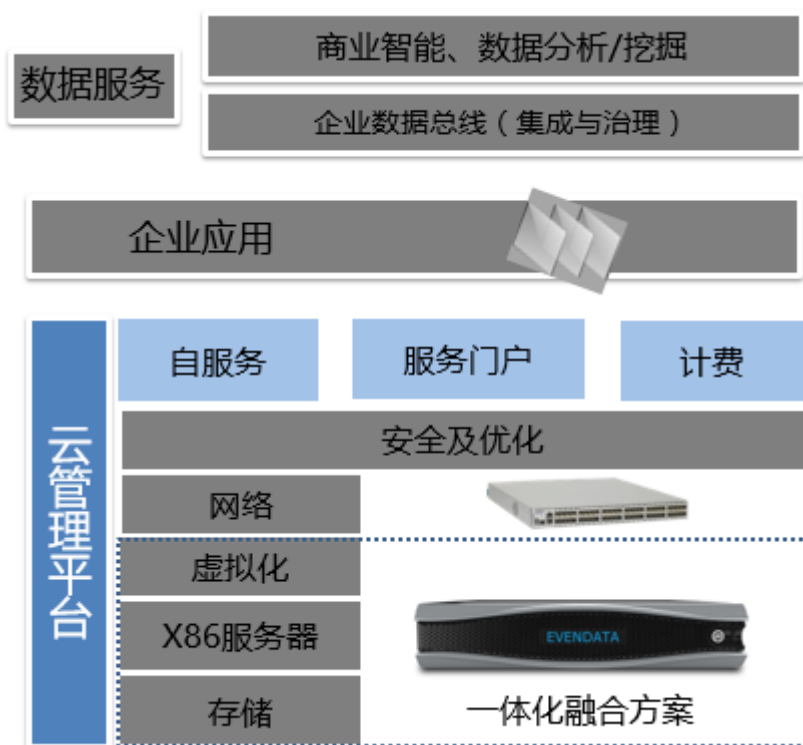 数据服务
商业智能、数据分析/挖掘
企业数据总线（集成与治理）
企业应用
云管理平台
自服务
服务门户
计费
安全及优化
网络
虚拟化
X86服务器
存储
EVENDATA
一体化融合方案